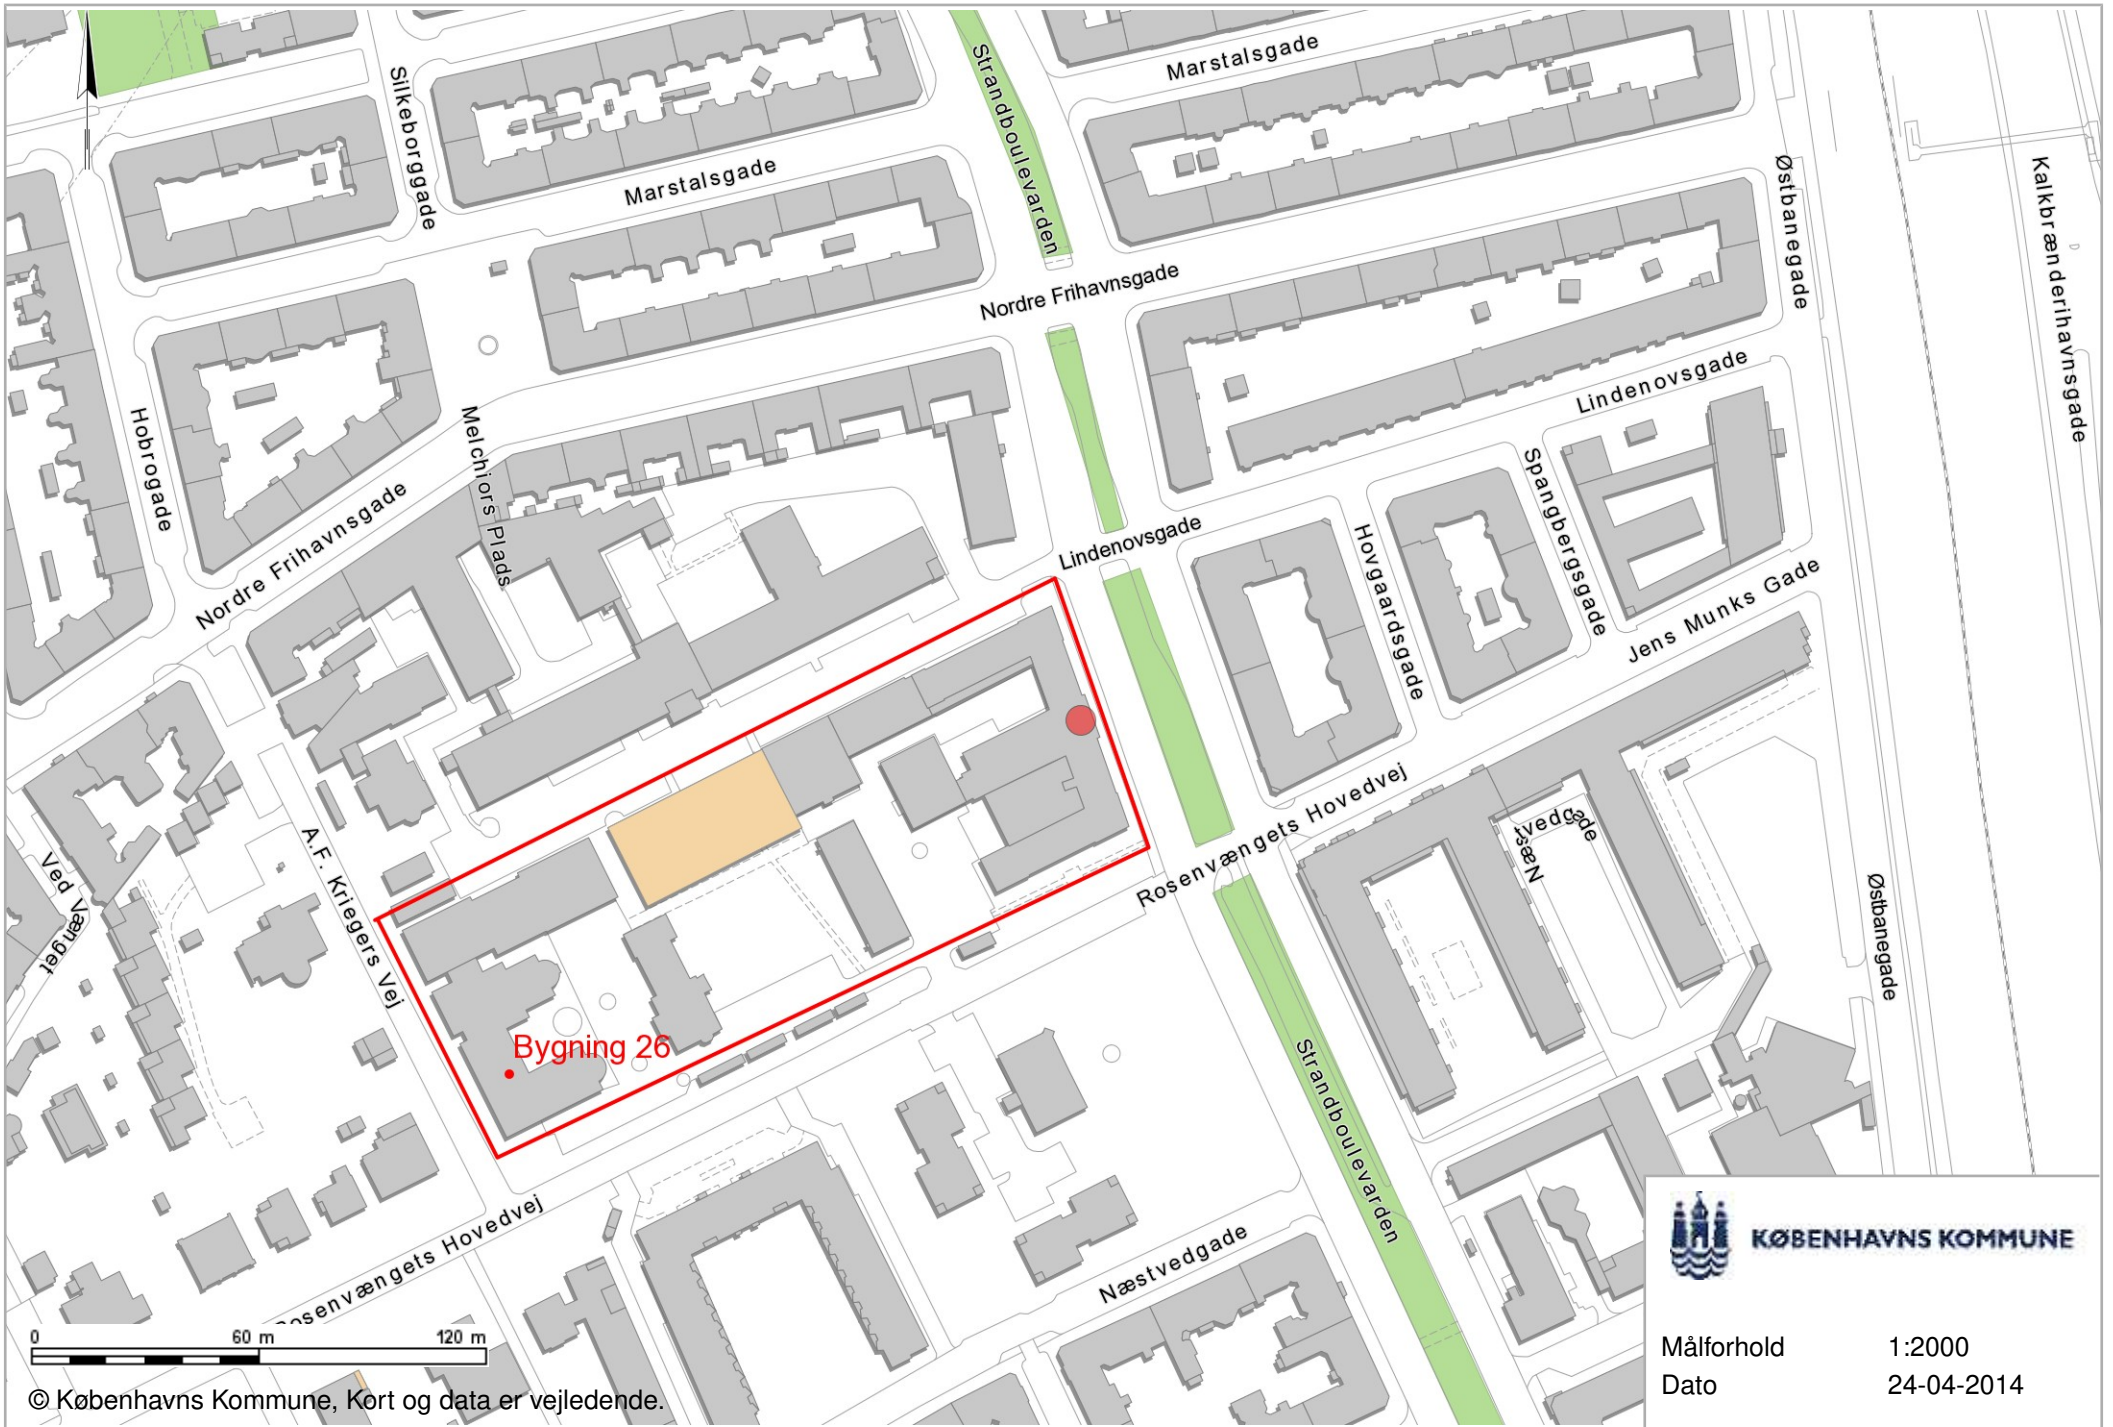 Marstalsgade
Silkeborggade
Strandboulevarden
Marstalsgade
Østbanegade
Kalkbrænderihavnsgade
Nordre Frihavnsgade
Lindenovsgade
Hobrogade
Melchiors Plads
Nordre Frihavnsgade
Spangbergsgade
Lindenovsgade
Hovgaardsgade
Jens Munks Gade
Rosenvængets Hovedvej
Næstvedgade
A.F. Kriegers Vej
Ved Vænget
Østbanegade
Bygning 26
Strandboulevarden
Rosenvængets Hovedvej
Næstvedgade
0 60 m 120 m
© Københavns Kommune, Kort og data er vejledende.
KØBENHAVNS KOMMUNE
Målforhold 1:2000
Dato 24-04-2014